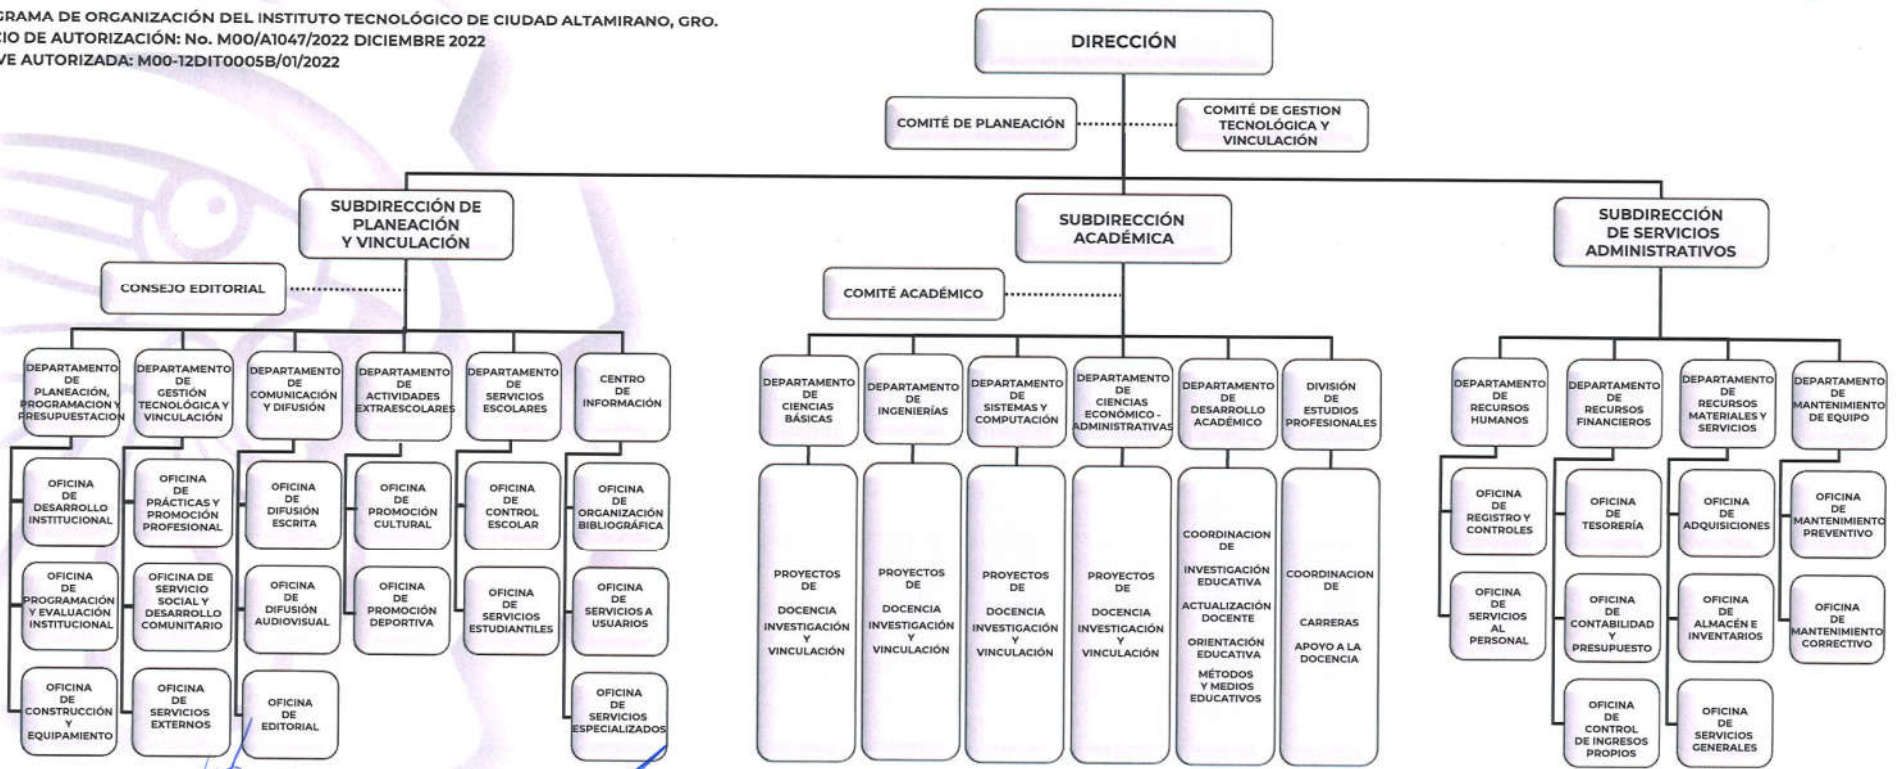 GRAMA DE ORGANIZACIÓN DEL INSTITUTO TECNOLÓGICO DE CIUDAD ALTAMIRANO, GRO.
CIO DE AUTORIZACIÓN: No. M00/A1047/2022 DICIEMBRE 2022
VE AUTORIZADA: M00-12DIT0005B/01/2022
DIRECCIÓN
COMITÉ DE PLANEACIÓN
COMITÉ DE GESTION
TECNOLÓGICA Y
VINCULACIÓN
SUBDIRECCIÓN DE
PLANEACIÓN
Y VINCULACIÓN
SUBDIRECCIÓN
ACADÉMICA
SUBDIRECCIÓN
DE SERVICIOS
ADMINISTRATIVOS
CONSEJO EDITORIAL
COMITÉ ACADÉMICO
DEPARTAMENTO
DE
PLANEACIÓN,
PROGRAMACION Y
PRESUPUESTACION
DEPARTAMENTO
DE
GESTIÓN
TECNOLÓGICA Y
VINCULACIÓN
DEPARTAMENTO
DE
COMUNICACIÓN
Y DIFUSIÓN
DEPARTAMENTO
DE
ACTIVIDADES
EXTRAESCOLARES
DEPARTAMENTO
DE
SERVICIOS
ESCOLARES
CENTRO
DE
INFORMACIÓN
DEPARTAMENTO
DE
CIENCIAS
BÁSICAS
DEPARTAMENTO
DE
INGENIERÍAS
DEPARTAMENTO
DE
SISTEMAS Y
COMPUTACIÓN
DEPARTAMENTO
DE
CIENCIAS
ECONÓMICO -
ADMINISTRATIVAS
DEPARTAMENTO
DE
DESARROLLO
ACADÉMICO
DIVISIÓN
DE
ESTUDIOS
PROFESIONALES
DEPARTAMENTO
DE
RECURSOS
HUMANOS
DEPARTAMENTO
DE
RECURSOS
FINANCIEROS
DEPARTAMENTO
DE
RECURSOS
MATERIALES Y
SERVICIOS
DEPARTAMENTO
DE
MANTENIMIENTO
DE EQUIPO
OFICINA
DE
DESARROLLO
INSTITUCIONAL
OFICINA
DE
PRÁCTICAS Y
PROMOCIÓN
PROFESIONAL
OFICINA
DE
DIFUSIÓN
ESCRITA
OFICINA
DE
PROMOCIÓN
CULTURAL
OFICINA
DE
CONTROL
ESCOLAR
OFICINA
DE
ORGANIZACIÓN
BIBLIOGRÁFICA
OFICINA
DE
PROGRAMACIÓN
Y EVALUACIÓN
INSTITUCIONAL
OFICINA DE
SERVICIO
SOCIAL Y
DESARROLLO
COMUNITARIO
OFICINA
DE
DIFUSIÓN
AUDIOVISUAL
OFICINA
DE
PROMOCIÓN
DEPORTIVA
OFICINA
DE
SERVICIOS
ESTUDIANTILES
OFICINA
DE
SERVICIOS A
USUARIOS
OFICINA
DE
CONSTRUCCIÓN
Y
EQUIPAMIENTO
OFICINA
DE
SERVICIOS
EXTERNOS
OFICINA
DE
EDITORIAL
OFICINA
DE
SERVICIOS
ESPECIALIZADOS
PROYECTOS
DE
DOCENCIA
INVESTIGACIÓN
Y
VINCULACIÓN
PROYECTOS
DE
DOCENCIA
INVESTIGACIÓN
Y
VINCULACIÓN
PROYECTOS
DE
DOCENCIA
INVESTIGACIÓN
Y
VINCULACIÓN
PROYECTOS
DE
DOCENCIA
INVESTIGACIÓN
Y
VINCULACIÓN
COORDINACION
DE
INVESTIGACIÓN
EDUCATIVA
ACTUALIZACIÓN
DOCENTE
ORIENTACIÓN
EDUCATIVA
MÉTODOS
Y MEDIOS
EDUCATIVOS
COORDINACION
DE
CARRERAS
APOYO A LA
DOCENCIA
OFICINA
DE
REGISTRO Y
CONTROLES
OFICINA
DE
TESORERÍA
OFICINA
DE
ADQUISICIONES
OFICINA
DE
MANTENIMIENTO
PREVENTIVO
OFICINA
DE
SERVICIOS
AL
PERSONAL
OFICINA
DE
CONTABILIDAD
Y
PRESUPUESTO
OFICINA
DE
ALMACÉN E
INVENTARIOS
OFICINA
DE
MANTENIMIENTO
CORRECTIVO
OFICINA
DE
CONTROL
DE INGRESOS
PROPIOS
OFICINA
DE
SERVICIOS
GENERALES